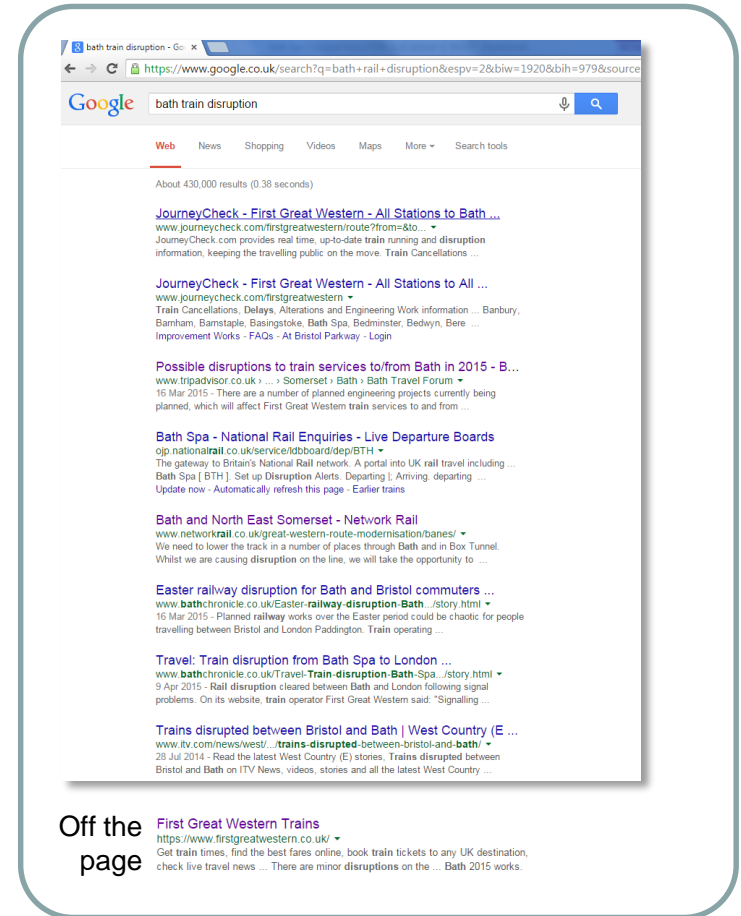 bath train disruption - Go
https://www.google.co.uk/search?q=bath+rail+disruption&espv=2&biw=1920&bih=979&source
Google
bath train disruption
Web News Shopping Videos Maps More Search tools
About 430,000 results (0.38 seconds)
JourneyCheck - First Great Western - All Stations to Bath ...
www.journeycheck.com/firstgreatwestern/route?from=&to...
JourneyCheck.com provides real time, up-to-date train running and disruption
information, keeping the travelling public on the move. Train Cancellations ...
JourneyCheck - First Great Western - All Stations to All ...
www.journeycheck.com/firstgreatwestern
Train Cancellations, Delays, Alterations and Engineering Work information ... Banbury,
Barnham, Barnstaple, Basingstoke, Bath Spa, Bedminster, Bedwyn, Bere ...
Improvement Works - FAQs - At Bristol Parkway - Login
Possible disruptions to train services to/from Bath in 2015 - B...
www.tripadvisor.co.uk › ... › Somerset › Bath › Bath Travel Forum
16 Mar 2015 - There are a number of planned engineering projects currently being
planned, which will affect First Great Western train services to and from ...
Bath Spa - National Rail Enquiries - Live Departure Boards
ojp.nationalrail.co.uk/service/ldbboard/dep/BTH
The gateway to Britain's National Rail network. A portal into UK rail travel including ...
Bath Spa [ BTH ]. Set up Disruption Alerts. Departing |; Arriving. departing ...
Update now - Automatically refresh this page - Earlier trains
Bath and North East Somerset - Network Rail
www.networkrail.co.uk/great-western-route-modernisation/banes/
We need to lower the track in a number of places through Bath and in Box Tunnel.
Whilst we are causing disruption on the line, we will take the opportunity to ...
Easter railway disruption for Bath and Bristol commuters ...
www.bathchronicle.co.uk/Easter-railway-disruption-Bath.../story.html
16 Mar 2015 - Planned railway works over the Easter period could be chaotic for people
travelling between Bristol and London Paddington. Train operating ...
Travel: Train disruption from Bath Spa to London ...
www.bathchronicle.co.uk/Travel-Train-disruption-Bath-Spa.../story.html
9 Apr 2015 - Rail disruption cleared between Bath and London following signal
problems. On its website, train operator First Great Western said: "Signalling ...
Trains disrupted between Bristol and Bath | West Country (E ...
www.itv.com/news/west/.../trains-disrupted-between-bristol-and-bath/
28 Jul 2014 - Read the latest West Country (E) stories, Trains disrupted between
Bristol and Bath on ITV News, videos, stories and all the latest West Country ...
Off the
page
First Great Western Trains
https://www.firstgreatwestern.co.uk/
Get train times, find the best fares online, book train tickets to any UK destination,
check live travel news ... There are minor disruptions on the ... Bath 2015 works.